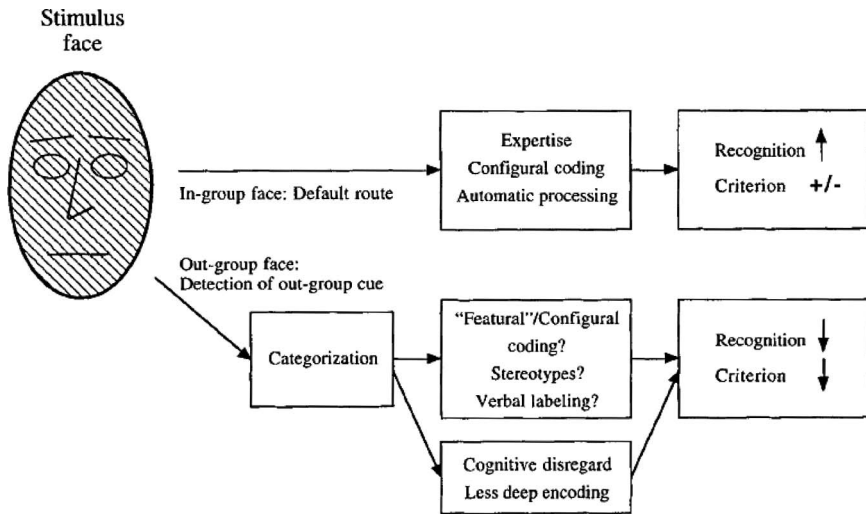 Stimulus
face
Expertise
Configural coding
Automatic processing
Recognition ↑
Criterion +/-
In-group face: Default route
Out-group face:
Detection of out-group cue
Categorization
“Featural”/Configural
coding?
Stereotypes?
Verbal labeling?
Recognition ↓
Criterion ↓
Cognitive disregard
Less deep encoding